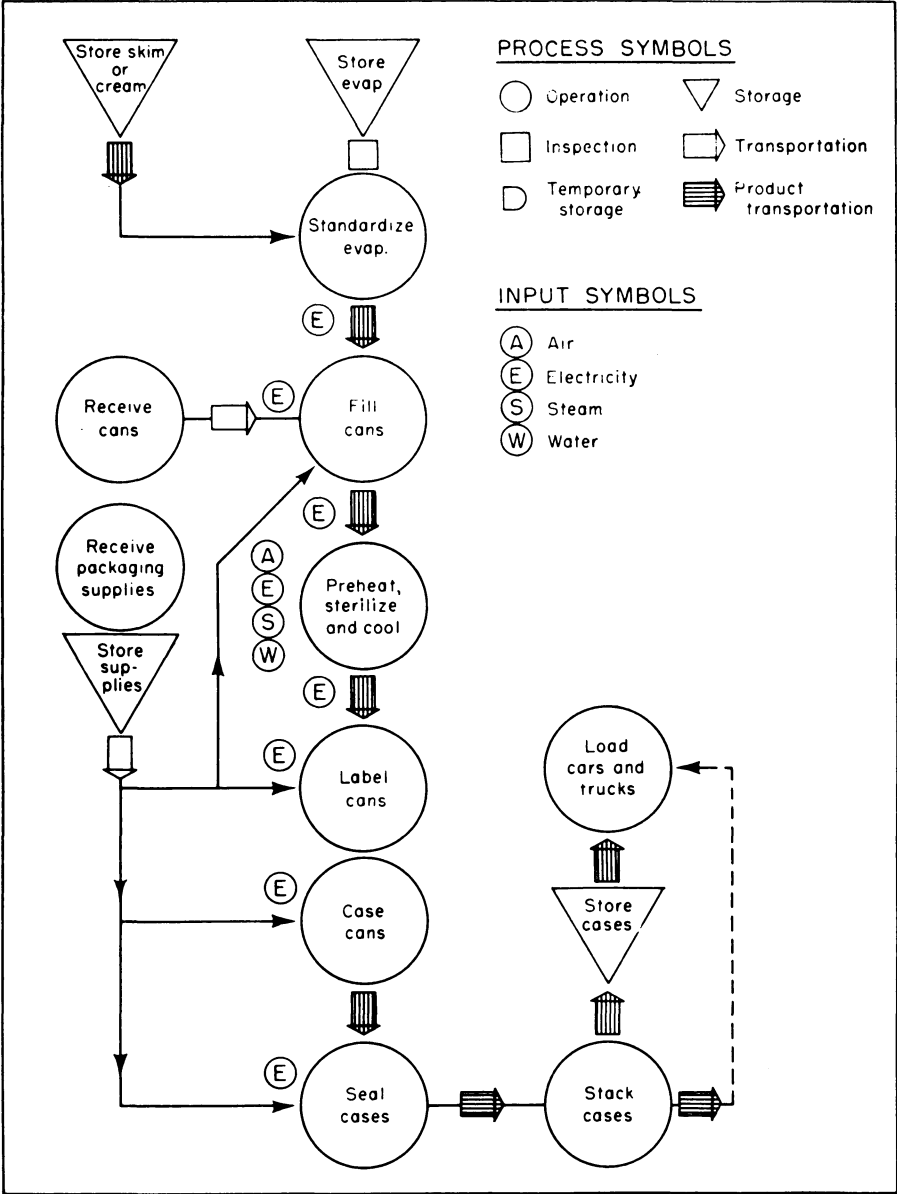 Store skim
or
cream
Store
evap
PROCESS SYMBOLS
Operation
Storage
Inspection
Transportation
Temporary
storage
Product
transportation
Standardize
evap.
INPUT SYMBOLS
A Air
E Electricity
S Steam
W Water
E
Receive
cans
E
Fill
cans
E
Receive
packaging
supplies
A
E
S
W
Preheat,
sterilize
and cool
Store
sup-
plies
E
E
Label
cans
Load
cars and
trucks
E
Case
cans
Store
cases
E
Seal
cases
Stack
cases